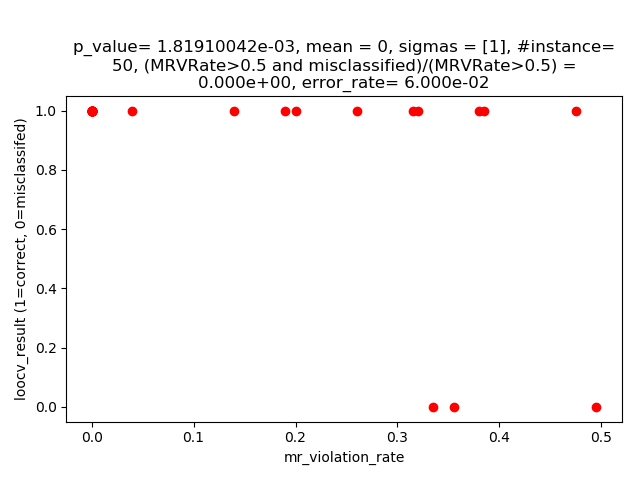 p_value= 1.81910042e-03, mean = 0, sigmas = [1], #instance=
50, (MRVRate>0.5 and misclassified)/(MRVRate>0.5) =
0.000e+00, error_rate= 6.000e-02
1.0
0.8
0.6
0.4
0.2
0.0
loocv_result (1=correct, 0=misclassifed)
0.0 0.1 0.2 0.3 0.4 0.5
mr_violation_rate